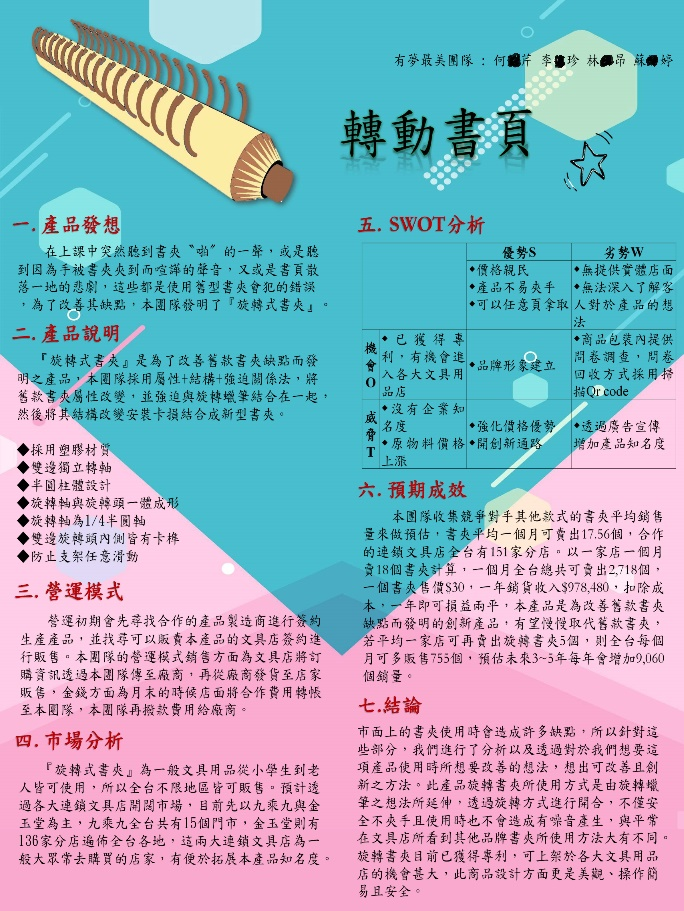 有夢最美團隊 : 何 芹 李 珍 林 昂 蘇 婷
轉動書頁
一. 產品發想
在上課中突然聽到書夾〝啪〞的一聲，或是聽
到因為手被書夾夾到而喧譁的聲音，又或是書頁散
落一地的悲劇，這些都是使用舊型書夾會犯的錯誤
，為了改善其缺點，本團隊發明了『旋轉式書夾』。
二. 產品說明
『旋轉式書夾』是為了改善舊款書夾缺點而發
明之產品，本團隊採用屬性+結構+強迫關係法，將
舊款書夾屬性改變，並強迫與旋轉蠟筆結合在一起，
然後將其結構改變安裝卡損結合成新型書夾。
◆採用塑膠材質
◆雙邊獨立轉軸
◆半圓柱體設計
◆旋轉軸與旋轉頭一體成形
◆旋轉軸為1/4半圓軸
◆雙邊旋轉頭內側皆有卡榫
◆防止支架任意滑動
三. 營運模式
營運初期會先尋找合作的產品製造商進行簽約
生產產品，並找尋可以販賣本產品的文具店簽約進
行販售。本團隊的營運模式銷售方面為文具店將訂
購資訊透過本團隊傳至廠商，再從廠商發貨至店家
販售，金錢方面為月末的時候店面將合作費用轉帳
至本團隊，本團隊再撥款費用給廠商。
四. 市場分析
『旋轉式書夾』為一般文具用品從小學生到老
人皆可使用，所以全台不限地區皆可販售。預計透
過各大連鎖文具店開闊市場，目前先以九乘九與金
玉堂為主，九乘九全台共有15個門市，金玉堂則有
136家分店遍佈全台各地，這兩大連鎖文具店為一
般大眾常去購買的店家，有便於拓展本產品知名度。
五. SWOT分析
優勢S
劣勢W
◆價格親民
◆產品不易夾手
◆可以任意頁拿取
◆無提供實體店面
◆無法深入了解客
人對於產品的想
法
機
會
O
◆已獲得專
利，有機會進
入各大文具用
品店
◆品牌形象建立
◆商品包裝內提供
問卷調查，問卷
回收方式採用掃
描Qr code
威
脅
T
◆沒有企業知
名度
◆原物料價格
上漲
◆強化價格優勢
◆開創新通路
◆透過廣告宣傳
增加產品知名度
六. 預期成效
本團隊收集競爭對手其他款式的書夾平均銷售
量來做預估，書夾平均一個月可賣出17.56個，合作
的連鎖文具店全台有151家分店。以一家店一個月
賣18個書夾計算，一個月全台總共可賣出2,718個，
一個書夾售價$30，一年銷貨收入$978,480，扣除成
本，一年即可損益兩平，本產品是為改善舊款書夾
缺點而發明的創新產品，有望慢慢取代舊款書夾，
若平均一家店可再賣出旋轉書夾5個，則全台每個
月可多販售755個，預估未來3~5年每年會增加9,060
個銷量。
七.結論
市面上的書夾使用時會造成許多缺點，所以針對這
些部分，我們進行了分析以及透過對於我們想要這
項產品使用時所想要改善的想法，想出可改善且創
新之方法。此產品旋轉書夾所使用方式是由旋轉蠟
筆之想法所延伸，透過旋轉方式進行開合，不僅安
全不夾手且使用時也不會造成有噪音產生，與平常
在文具店所看到其他品牌書夾所使用方法大有不同。
旋轉書夾目前已獲得專利，可上架於各大文具用品
店的機會甚大，此商品設計方面更是美觀、操作簡
易且安全。